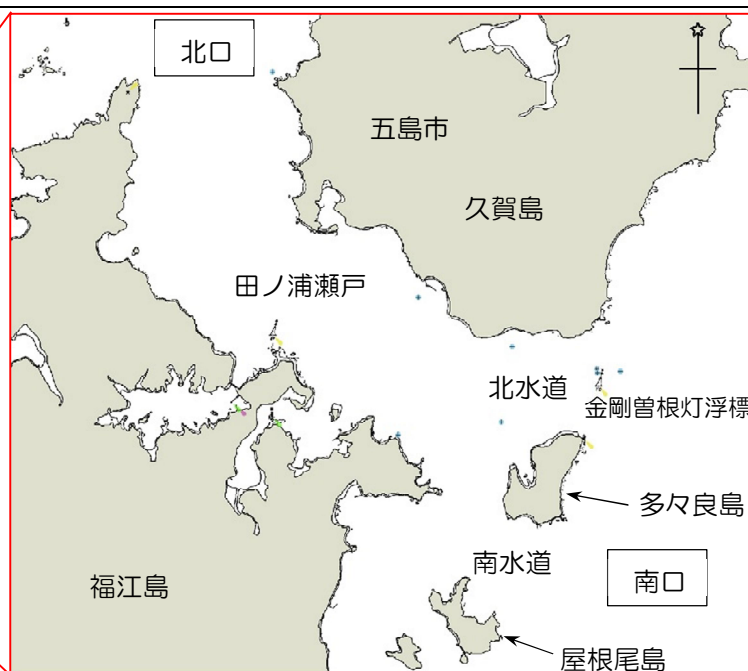 北口
五島市
久賀島
田ノ浦瀬戸
北水道
金剛曽根灯浮標
多々良島
南水道
南口
福江島
屋根尾島